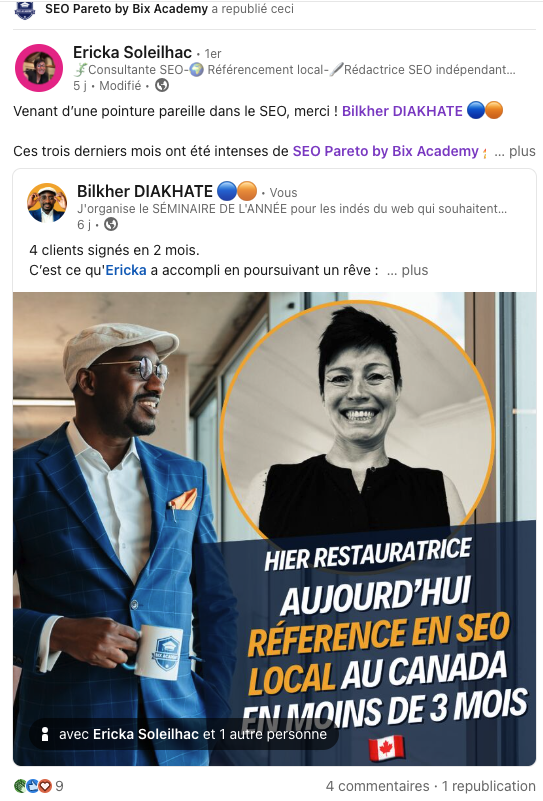 SEO Pareto by Bix Academy a republié ceci
Ericka Soleilhac • 1er
Consultante SEO-🌍 Référencement local-🖋Rédactrice SEO indépendant...
5 j • Modifié •
Venant d’une pointure pareille dans le SEO, merci ! Bilkher DIAKHATE 🔵🟠
Ces trois derniers mois ont été intenses de SEO Pareto by Bix Academy ... plus
Bilkher DIAKHATE 🔵🟠 • Vous
J'organise le SÉMINAIRE DE L'ANNÉE pour les indés du web qui souhaitent...
6 j •
4 clients signés en 2 mois.
C’est ce qu'Ericka a accompli en poursuivant un rêve : ... plus
BIX ACADEMY
HIER RESTAURATRICE
AUJOURD’HUI
RÉFERENCE EN SEO
LOCAL AU CANADA
EN MOINS DE 3 MOIS
🇨🇦
avec Ericka Soleilhac et 1 autre personne
9
4 commentaires · 1 republication